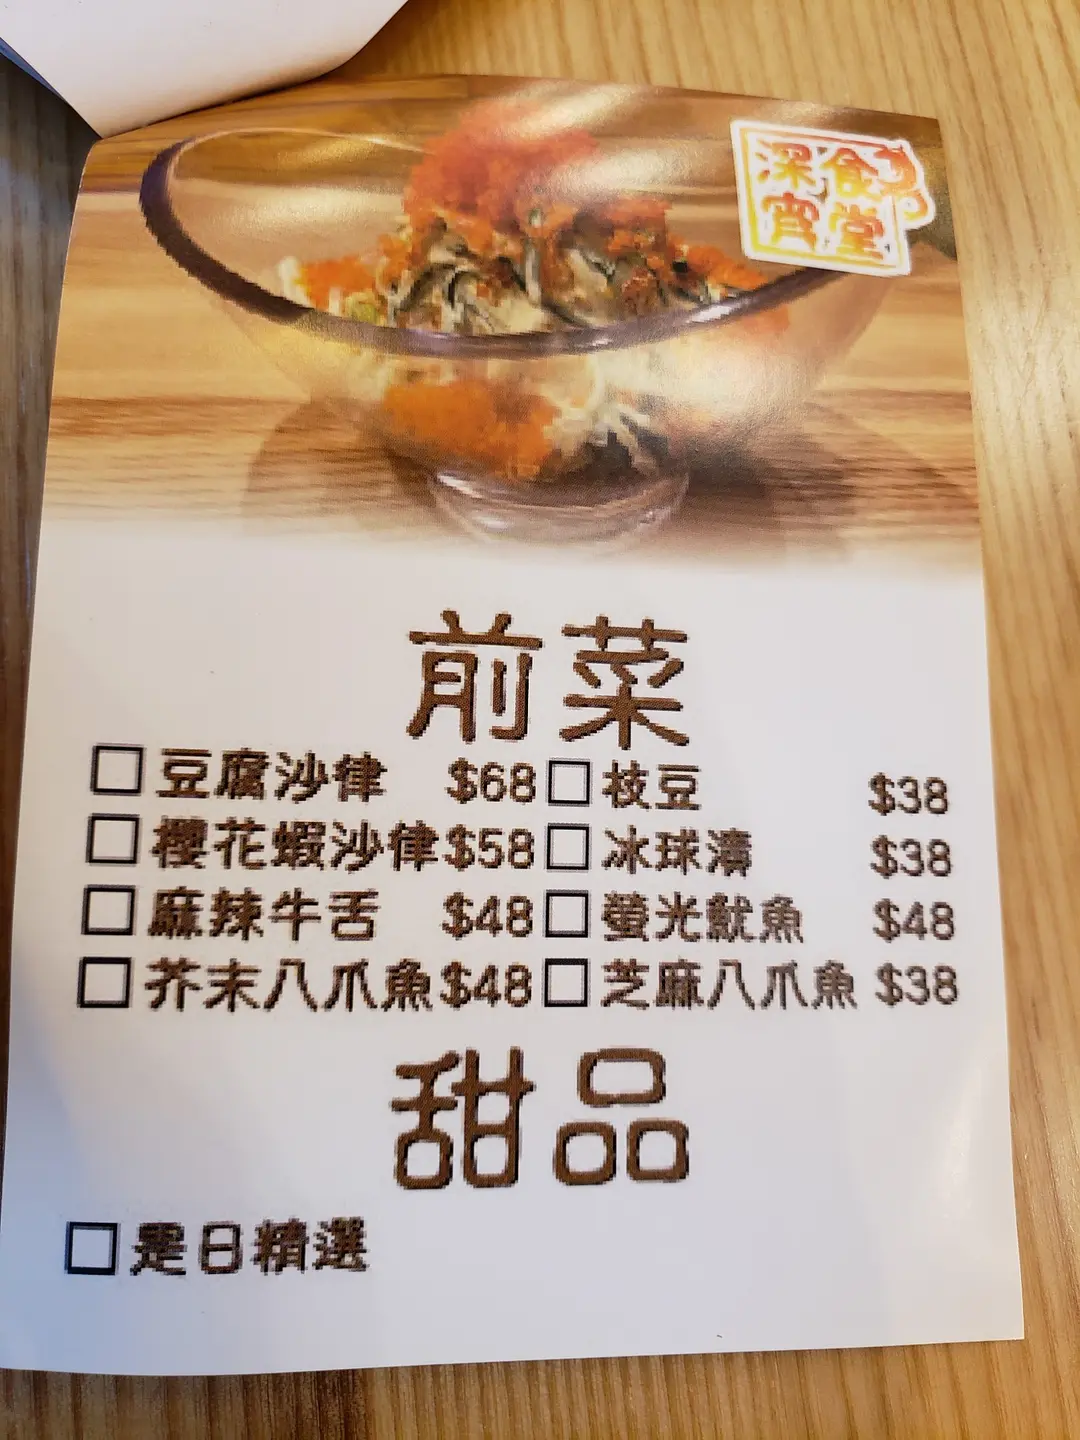 深宵
食堂
前菜
豆腐沙律 $68 枝豆 $38
櫻花蝦沙律 $58 冰球 $38
麻辣牛舌 $48 螢光魷魚 $48
芥末八爪魚 $48 芝麻八爪魚 $38
甜品
是日精選